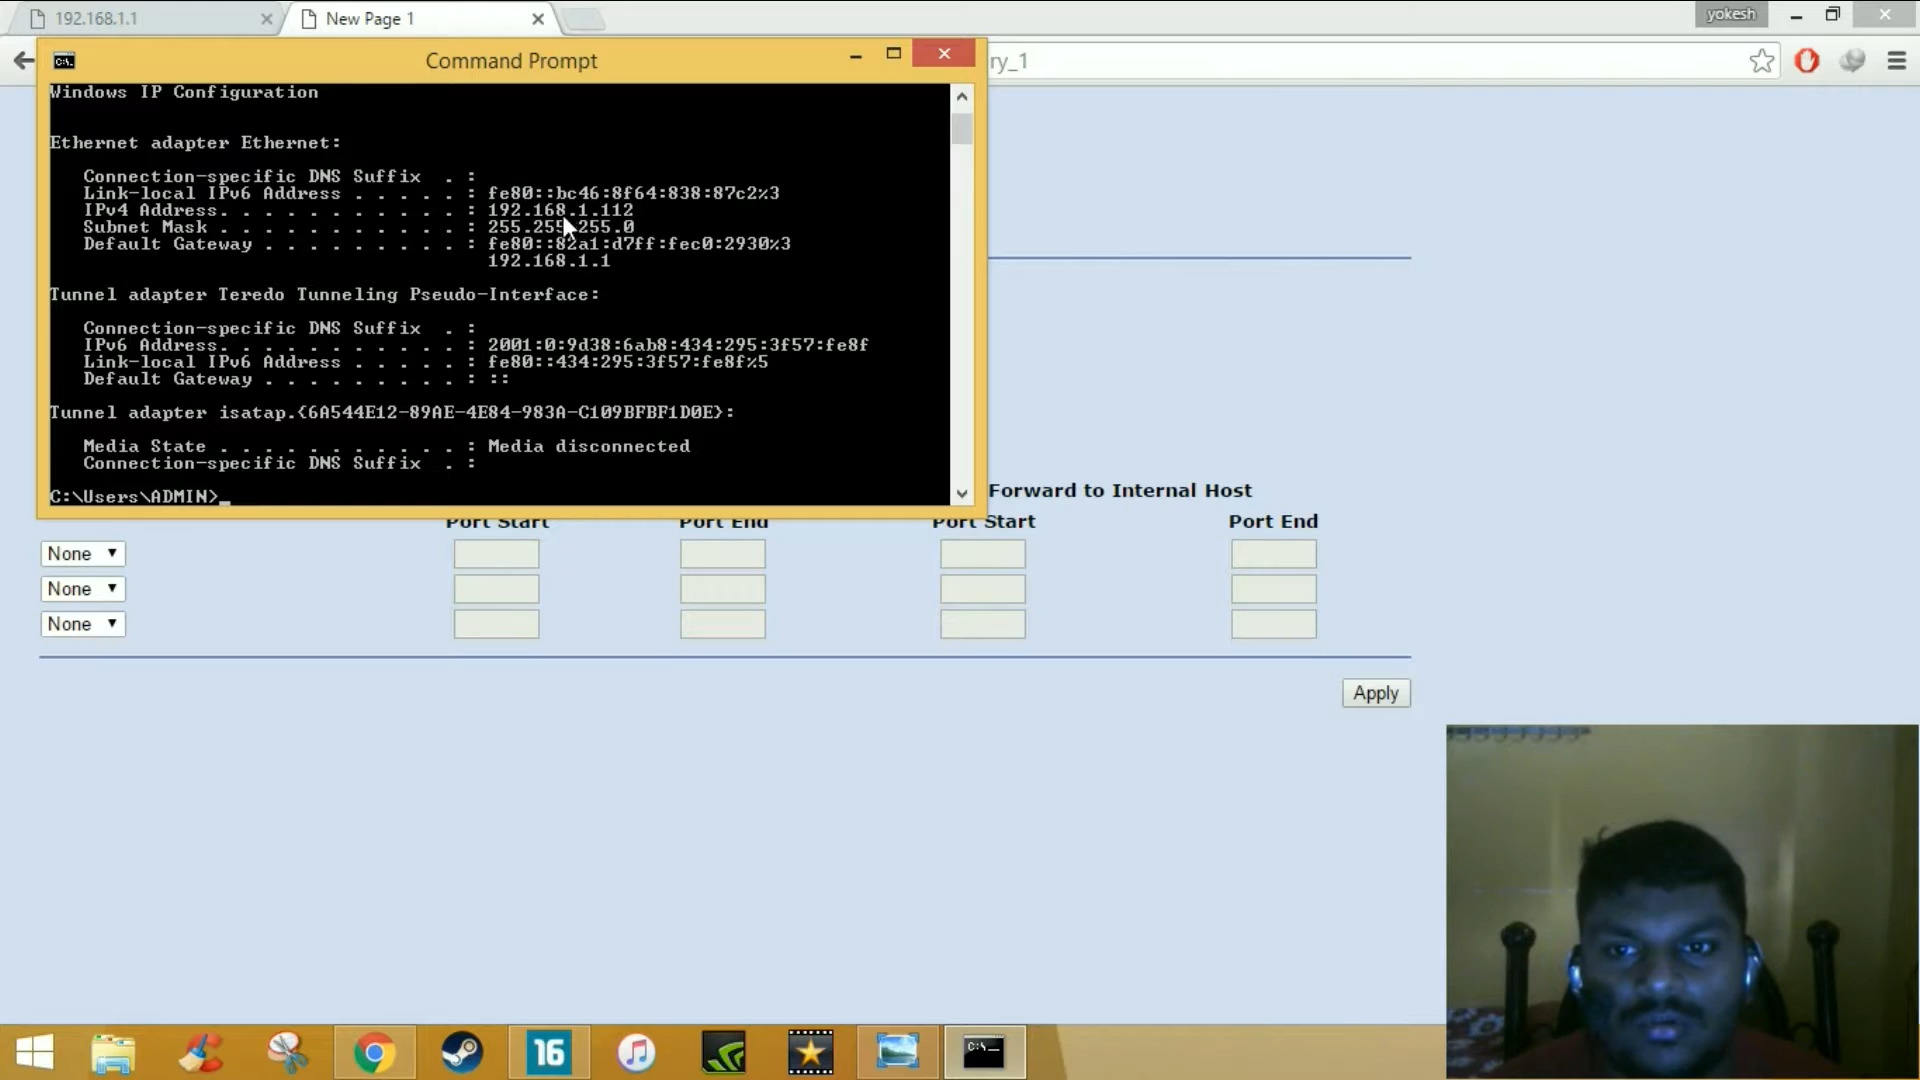 192.168.1.1
New Page 1
yokesh
Command Prompt
ry_1
Windows IP Configuration
Ethernet adapter Ethernet:
Connection-specific DNS Suffix . :
Link-local IPv6 Address . . . . . : fe80::bc46:8f64:838:87c2%3
IPv4 Address. . . . . . . . . . . : 192.168.1.112
Subnet Mask . . . . . . . . . . . : 255.255.255.0
Default Gateway . . . . . . . . . : fe80::82a1:d7ff:fec0:2930%3
192.168.1.1
Tunnel adapter Teredo Tunneling Pseudo-Interface:
Connection-specific DNS Suffix . :
IPv6 Address. . . . . . . . . . . : 2001:0:9d38:6ab8:434:295:3f57:fe8f
Link-local IPv6 Address . . . . . : fe80::434:295:3f57:fe8f%5
Default Gateway . . . . . . . . . : ::
Tunnel adapter isatap.{6A544E12-89AE-4E84-983A-C109BFBF1D0E}:
Media State . . . . . . . . . . . : Media disconnected
Connection-specific DNS Suffix . :
C:\Users\ADMIN>_
Forward to Internal Host
Port Start Port End Port Start Port End
None
None
None
Apply
16
C:\_